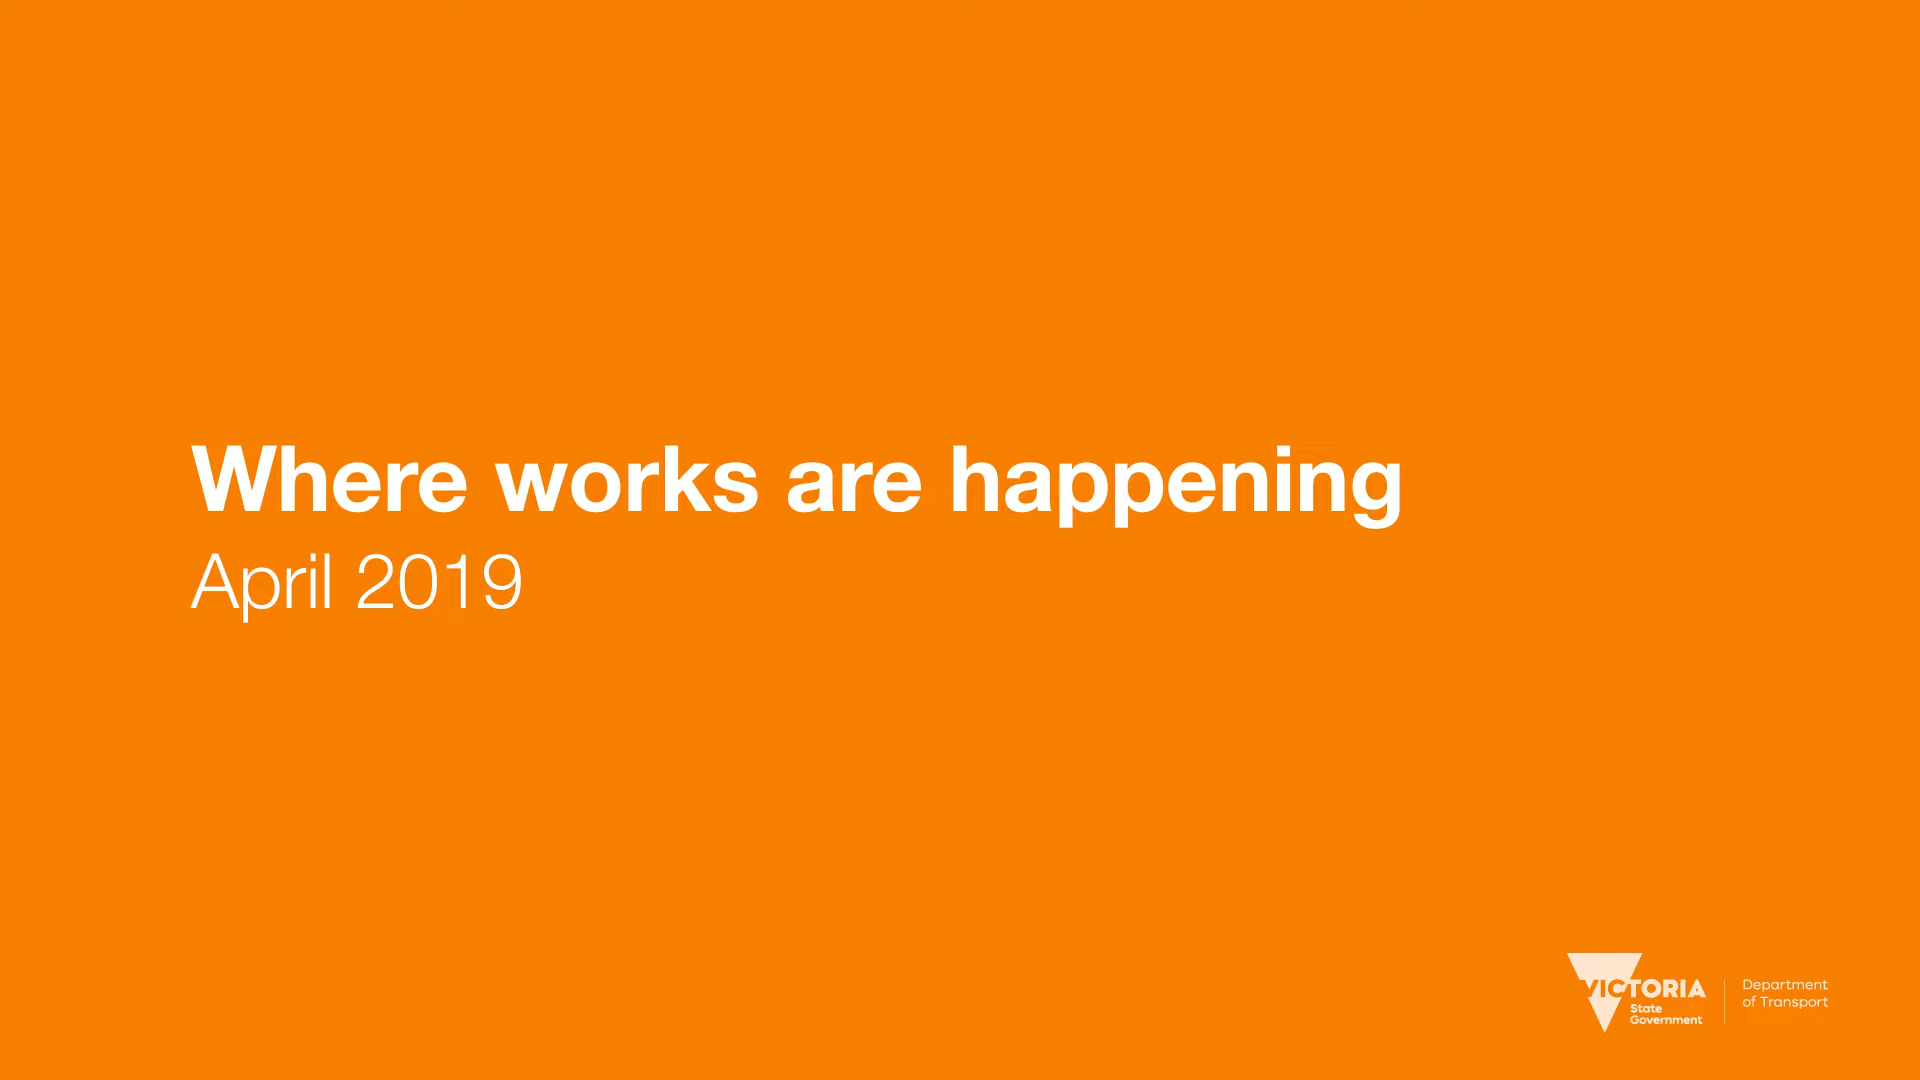 Where works are happening
April 2019
VICTORIA
State
Government
Department
of Transport